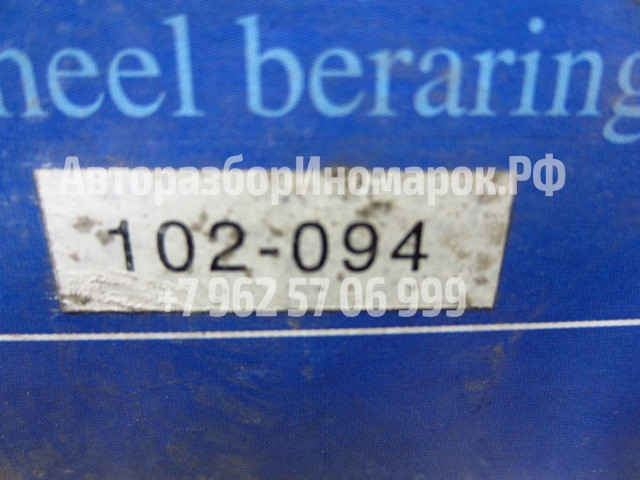 heel beraring
АвторазборИномарок.РФ
102-094
+7 962 57 06 999